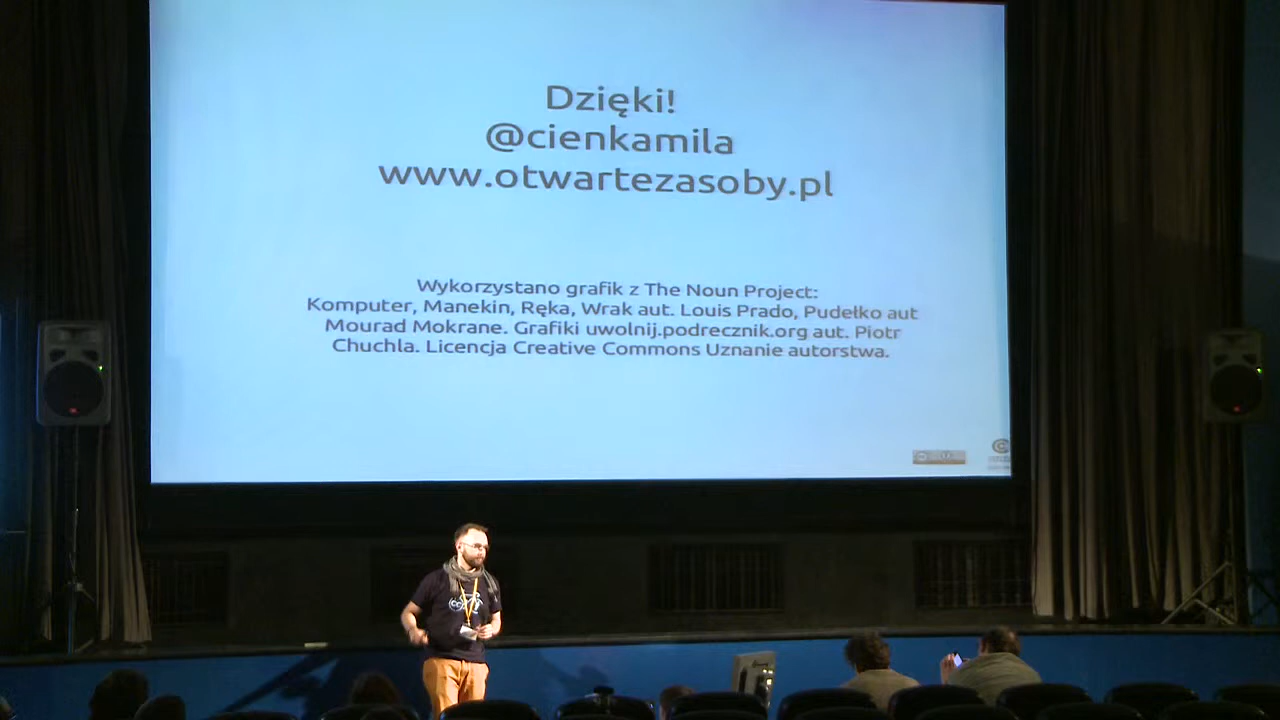 Dzięki!
@cienkamila
www.otwartezasoby.pl
Wykorzystano grafik z The Noun Project:
Komputer, Manekin, Ręka, Wrak aut. Louis Prado, Pudełko aut
Mourad Mokrane. Grafiki uwolnij.podrecznik.org aut. Piotr
Chuchla. Licencja Creative Commons Uznanie autorstwa.